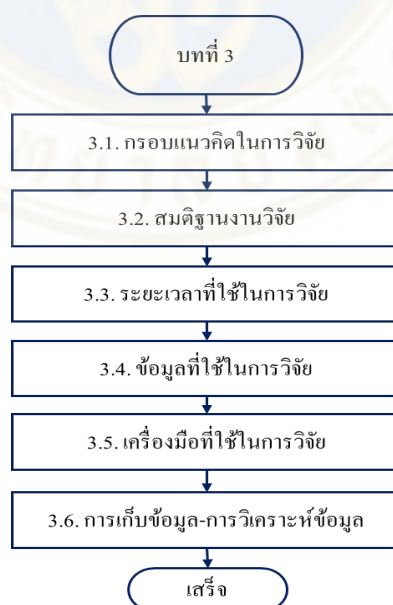 บทที่ 3
3.1. กรอบแนวคิดในการวิจัย
3.2. สมติฐานงานวิจัย
3.3. ระยะเวลาที่ใช้ในการวิจัย
3.4. ข้อมูลที่ใช้ในการวิจัย
3.5. เครื่องมือที่ใช้ในการวิจัย
3.6. การเก็บข้อมูล-การวิเคราะห์ข้อมูล
เสร็จ